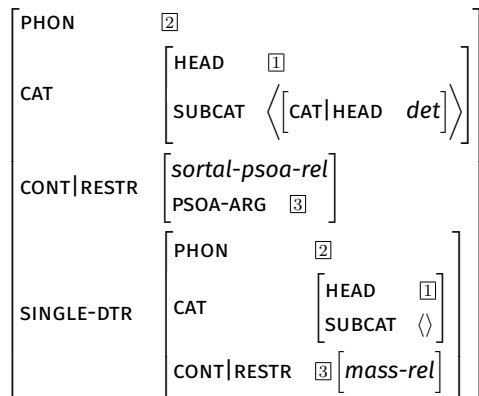 PHON 2
HEAD 1
CAT
SUBCAT ⟨[CAT|HEAD det]⟩
sortal-psoa-rel
CONT|RESTR
PSOA-ARG 3
PHON 2
HEAD 1
SINGLE-DTR CAT
SUBCAT ⟨⟩
CONT|RESTR 3 [mass-rel]